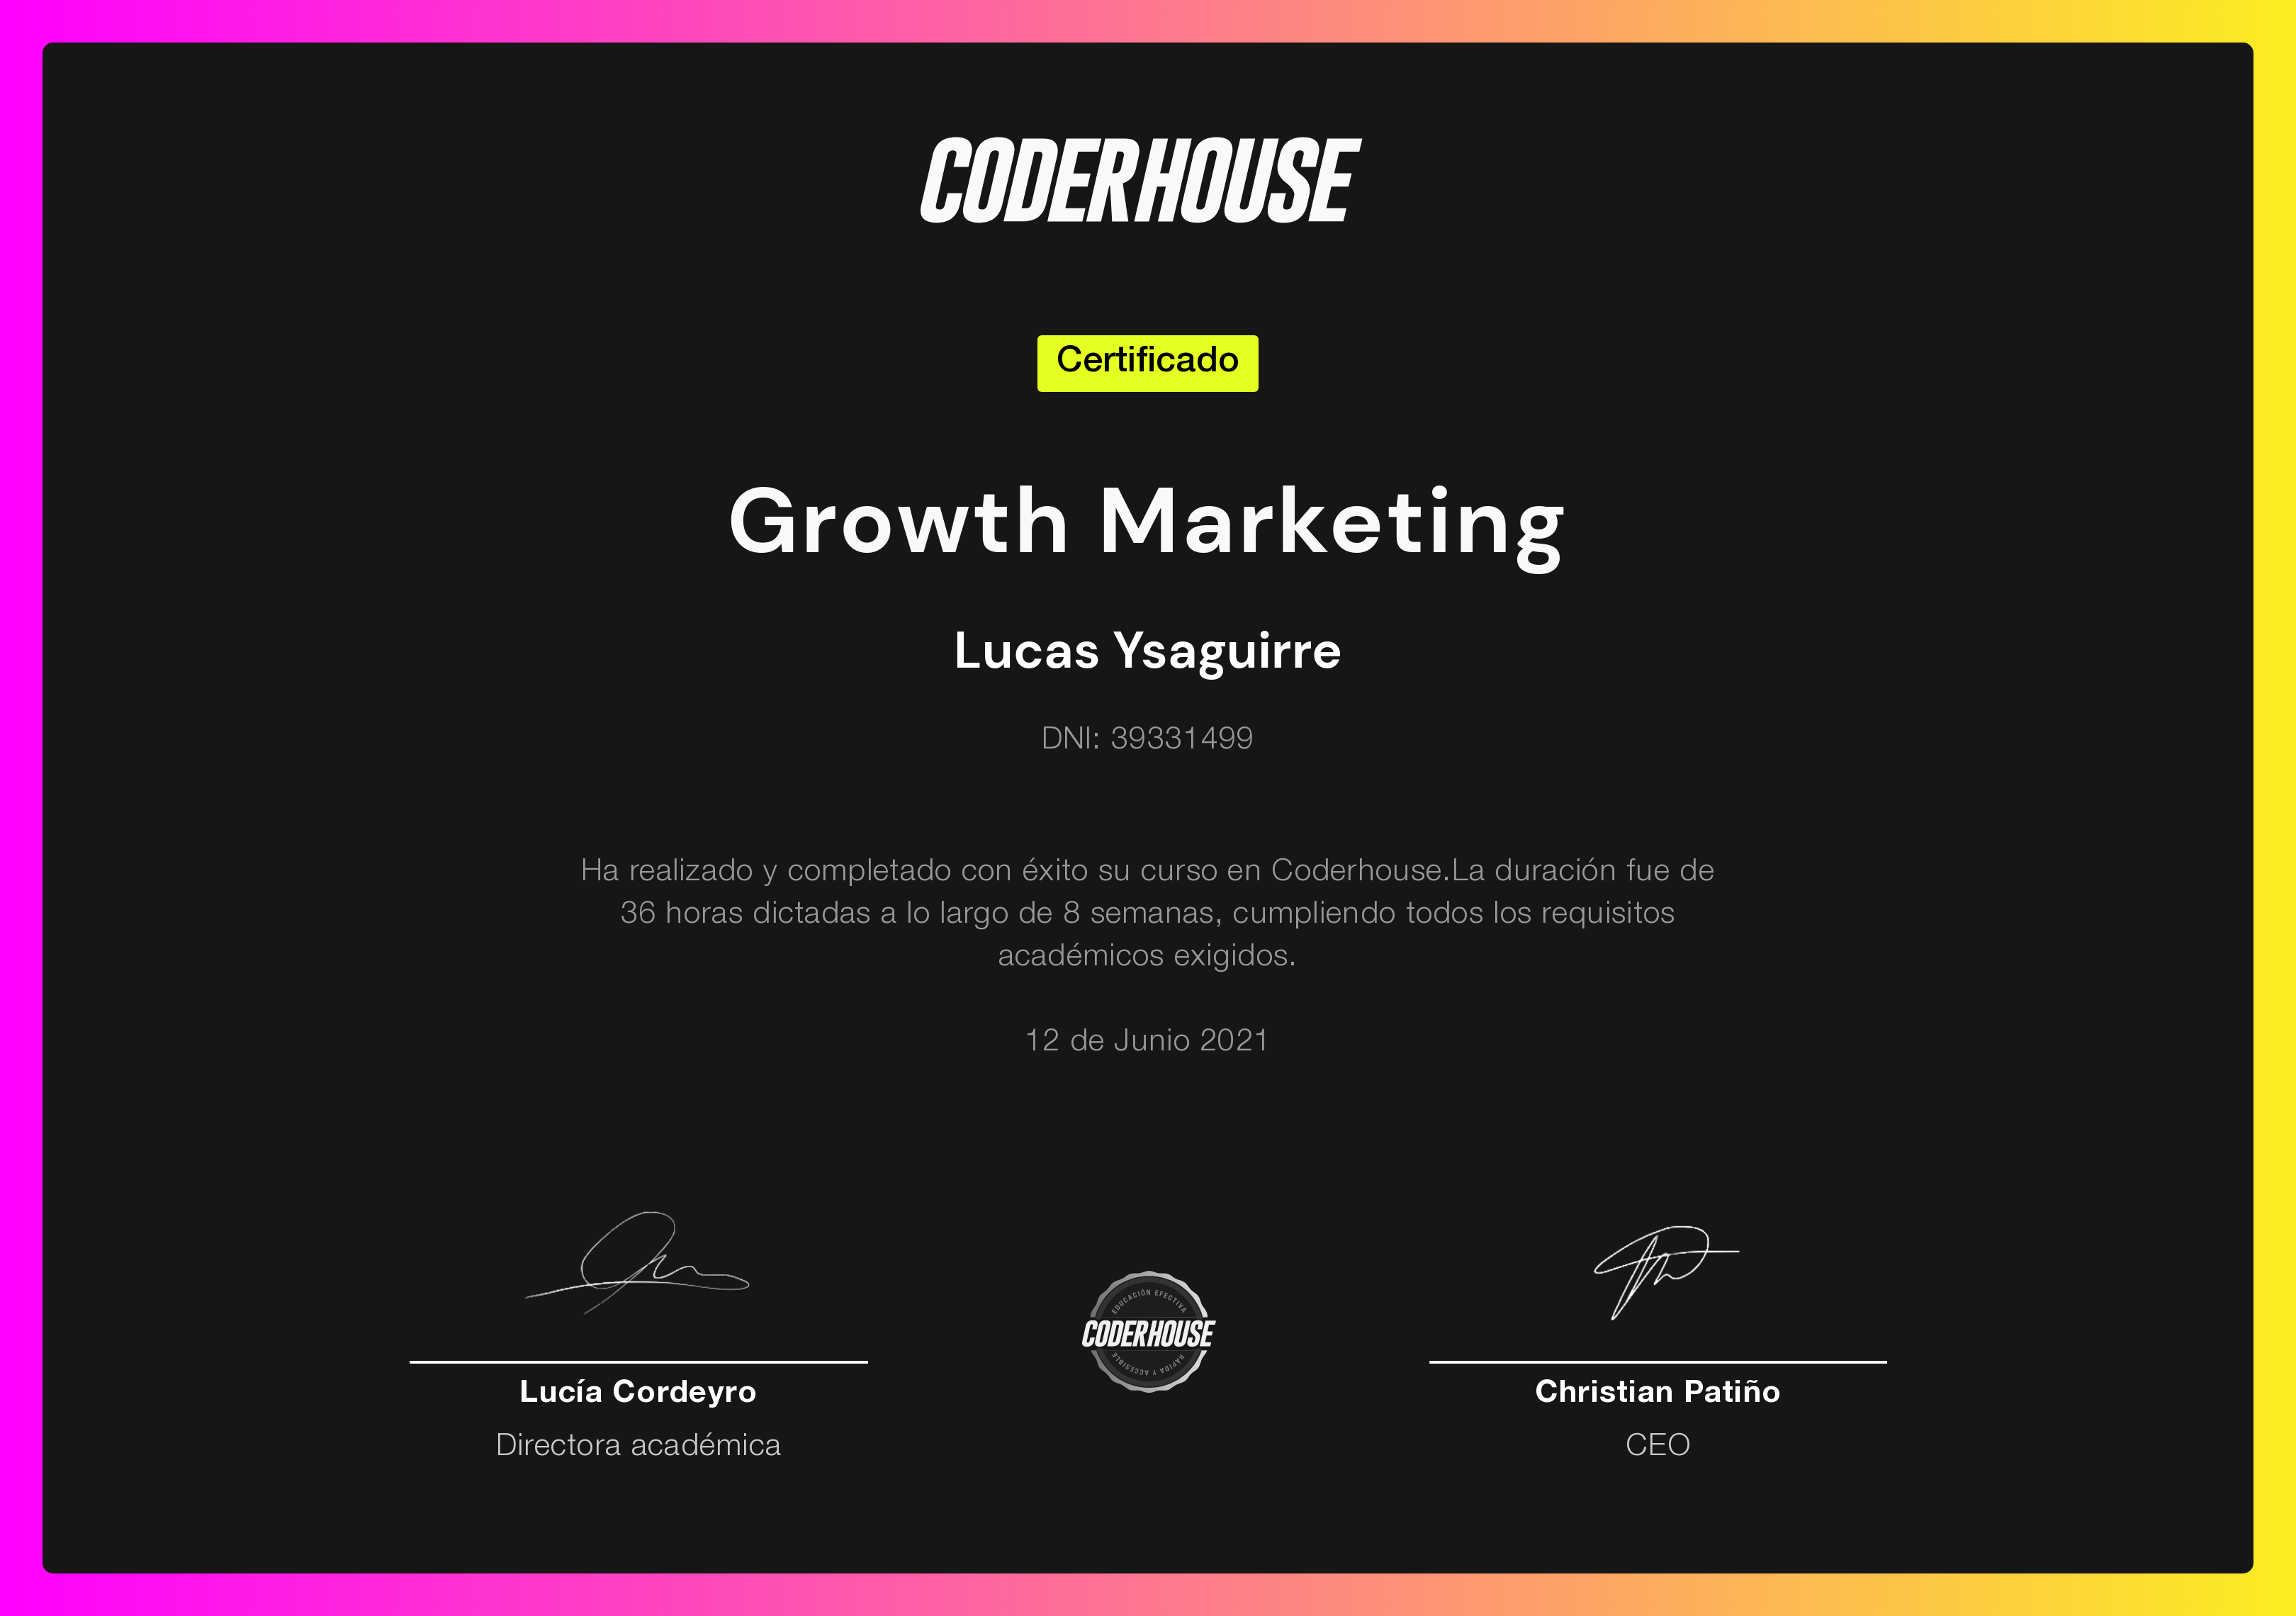 CODERHOUSE
Certificado
Growth Marketing
Lucas Ysaguirre
DNI: 39331499
Ha realizado y completado con éxito su curso en Coderhouse.La duración fue de
36 horas dictadas a lo largo de 8 semanas, cumpliendo todos los requisitos
académicos exigidos.
12 de Junio 2021
EDUCACIÓN EFECTIVA
CODERHOUSE
RÁPIDA Y ACCESIBLE
Lucía Cordeyro
Directora académica
Christian Patiño
CEO